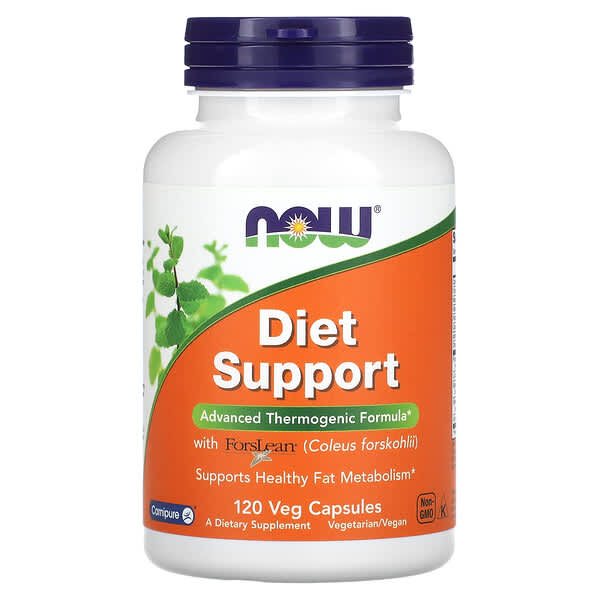 NOW®
Diet
Support
Advanced Thermogenic Formula*
with ForsLean® (Coleus forskohlii)
Supports Healthy Fat Metabolism*
120 Veg Capsules
A Dietary Supplement Vegetarian/Vegan
Carnipure
Non-
GMO
K